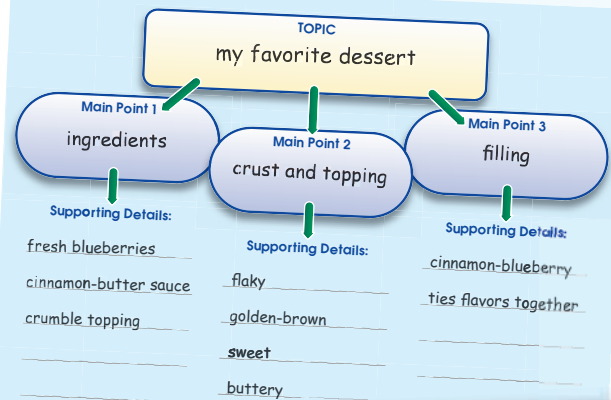 TOPIC
my favorite dessert
Main Point 1
ingredients
Main Point 2
crust and topping
Main Point 3
filling
Supporting Details:
fresh blueberries
cinnamon-butter sauce
crumble topping
Supporting Details:
flaky
golden-brown
sweet
buttery
Supporting Details:
cinnamon-blueberry
ties flavors together